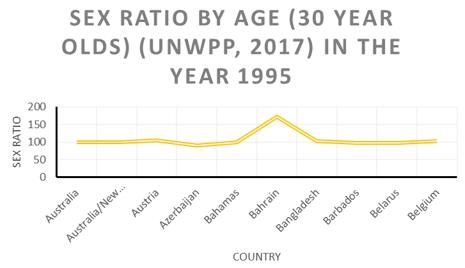 SEX RATIO BY AGE (30 YEAR
OLDS) (UNWPP, 2017) IN THE
YEAR 1995
200
150
100
50
0
SEX RATIO
Australia
Australia/New...
Austria
Azerbaijan
Bahamas
Bahrain
Bangladesh
Barbados
Belarus
Belgium
COUNTRY